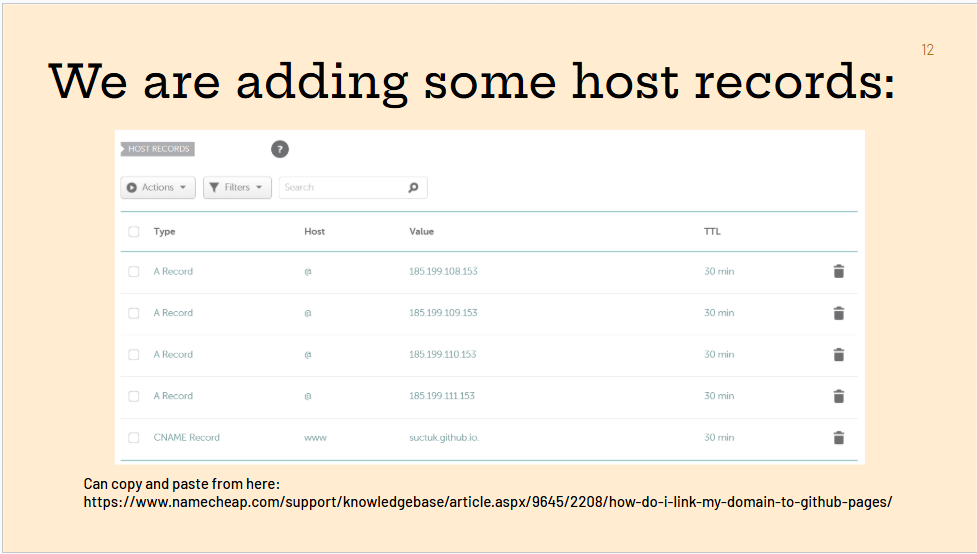 12
We are adding some host records:
HOST RECORDS ?
Actions Filters Search
Type Host Value TTL
A Record @ 185.199.108.153 30 min
A Record @ 185.199.109.153 30 min
A Record @ 185.199.110.153 30 min
A Record @ 185.199.111.153 30 min
CNAME Record www suctuk.github.io. 30 min
Can copy and paste from here:
https://www.namecheap.com/support/knowledgebase/article.aspx/9645/2208/how-do-i-link-my-domain-to-github-pages/